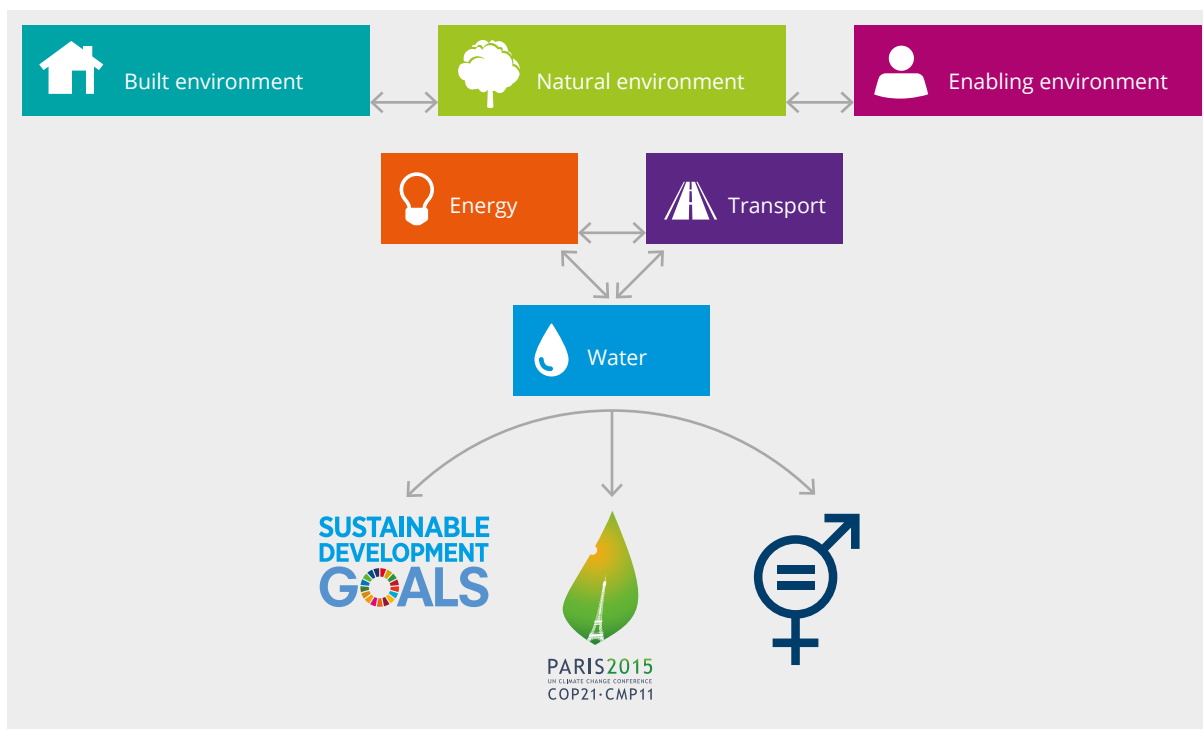 Built environment
Natural environment
Enabling environment
Energy
Transport
Water
SUSTAINABLE
DEVELOPMENT
GOALS
PARIS2015
UN CLIMATE CHANGE CONFERENCE
COP21·CMP11